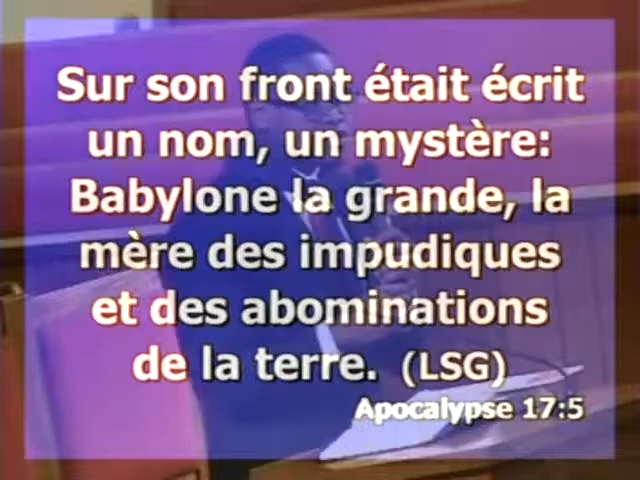 Sur son front était écrit
un nom, un mystère:
Babylone la grande, la
mère des impudiques
et des abominations
de la terre. (LSG)
Apocalypse 17:5